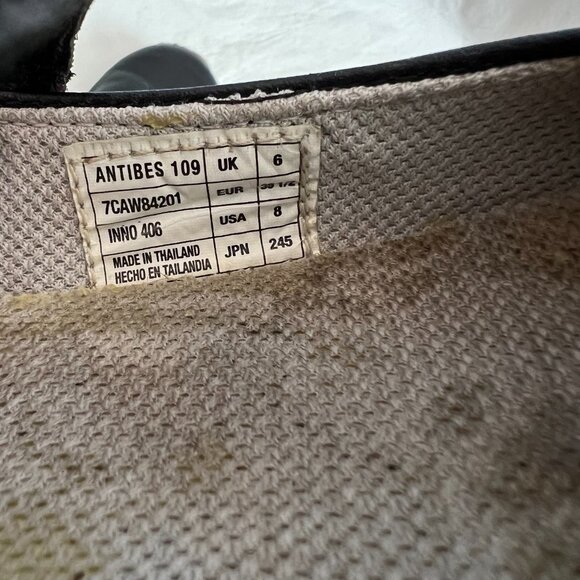 ANTIBES 109 UK 6
7CAW84201 EUR 39 1/2
INNO 406 USA 8
MADE IN THAILAND JPN 245
HECHO EN TAILANDIA